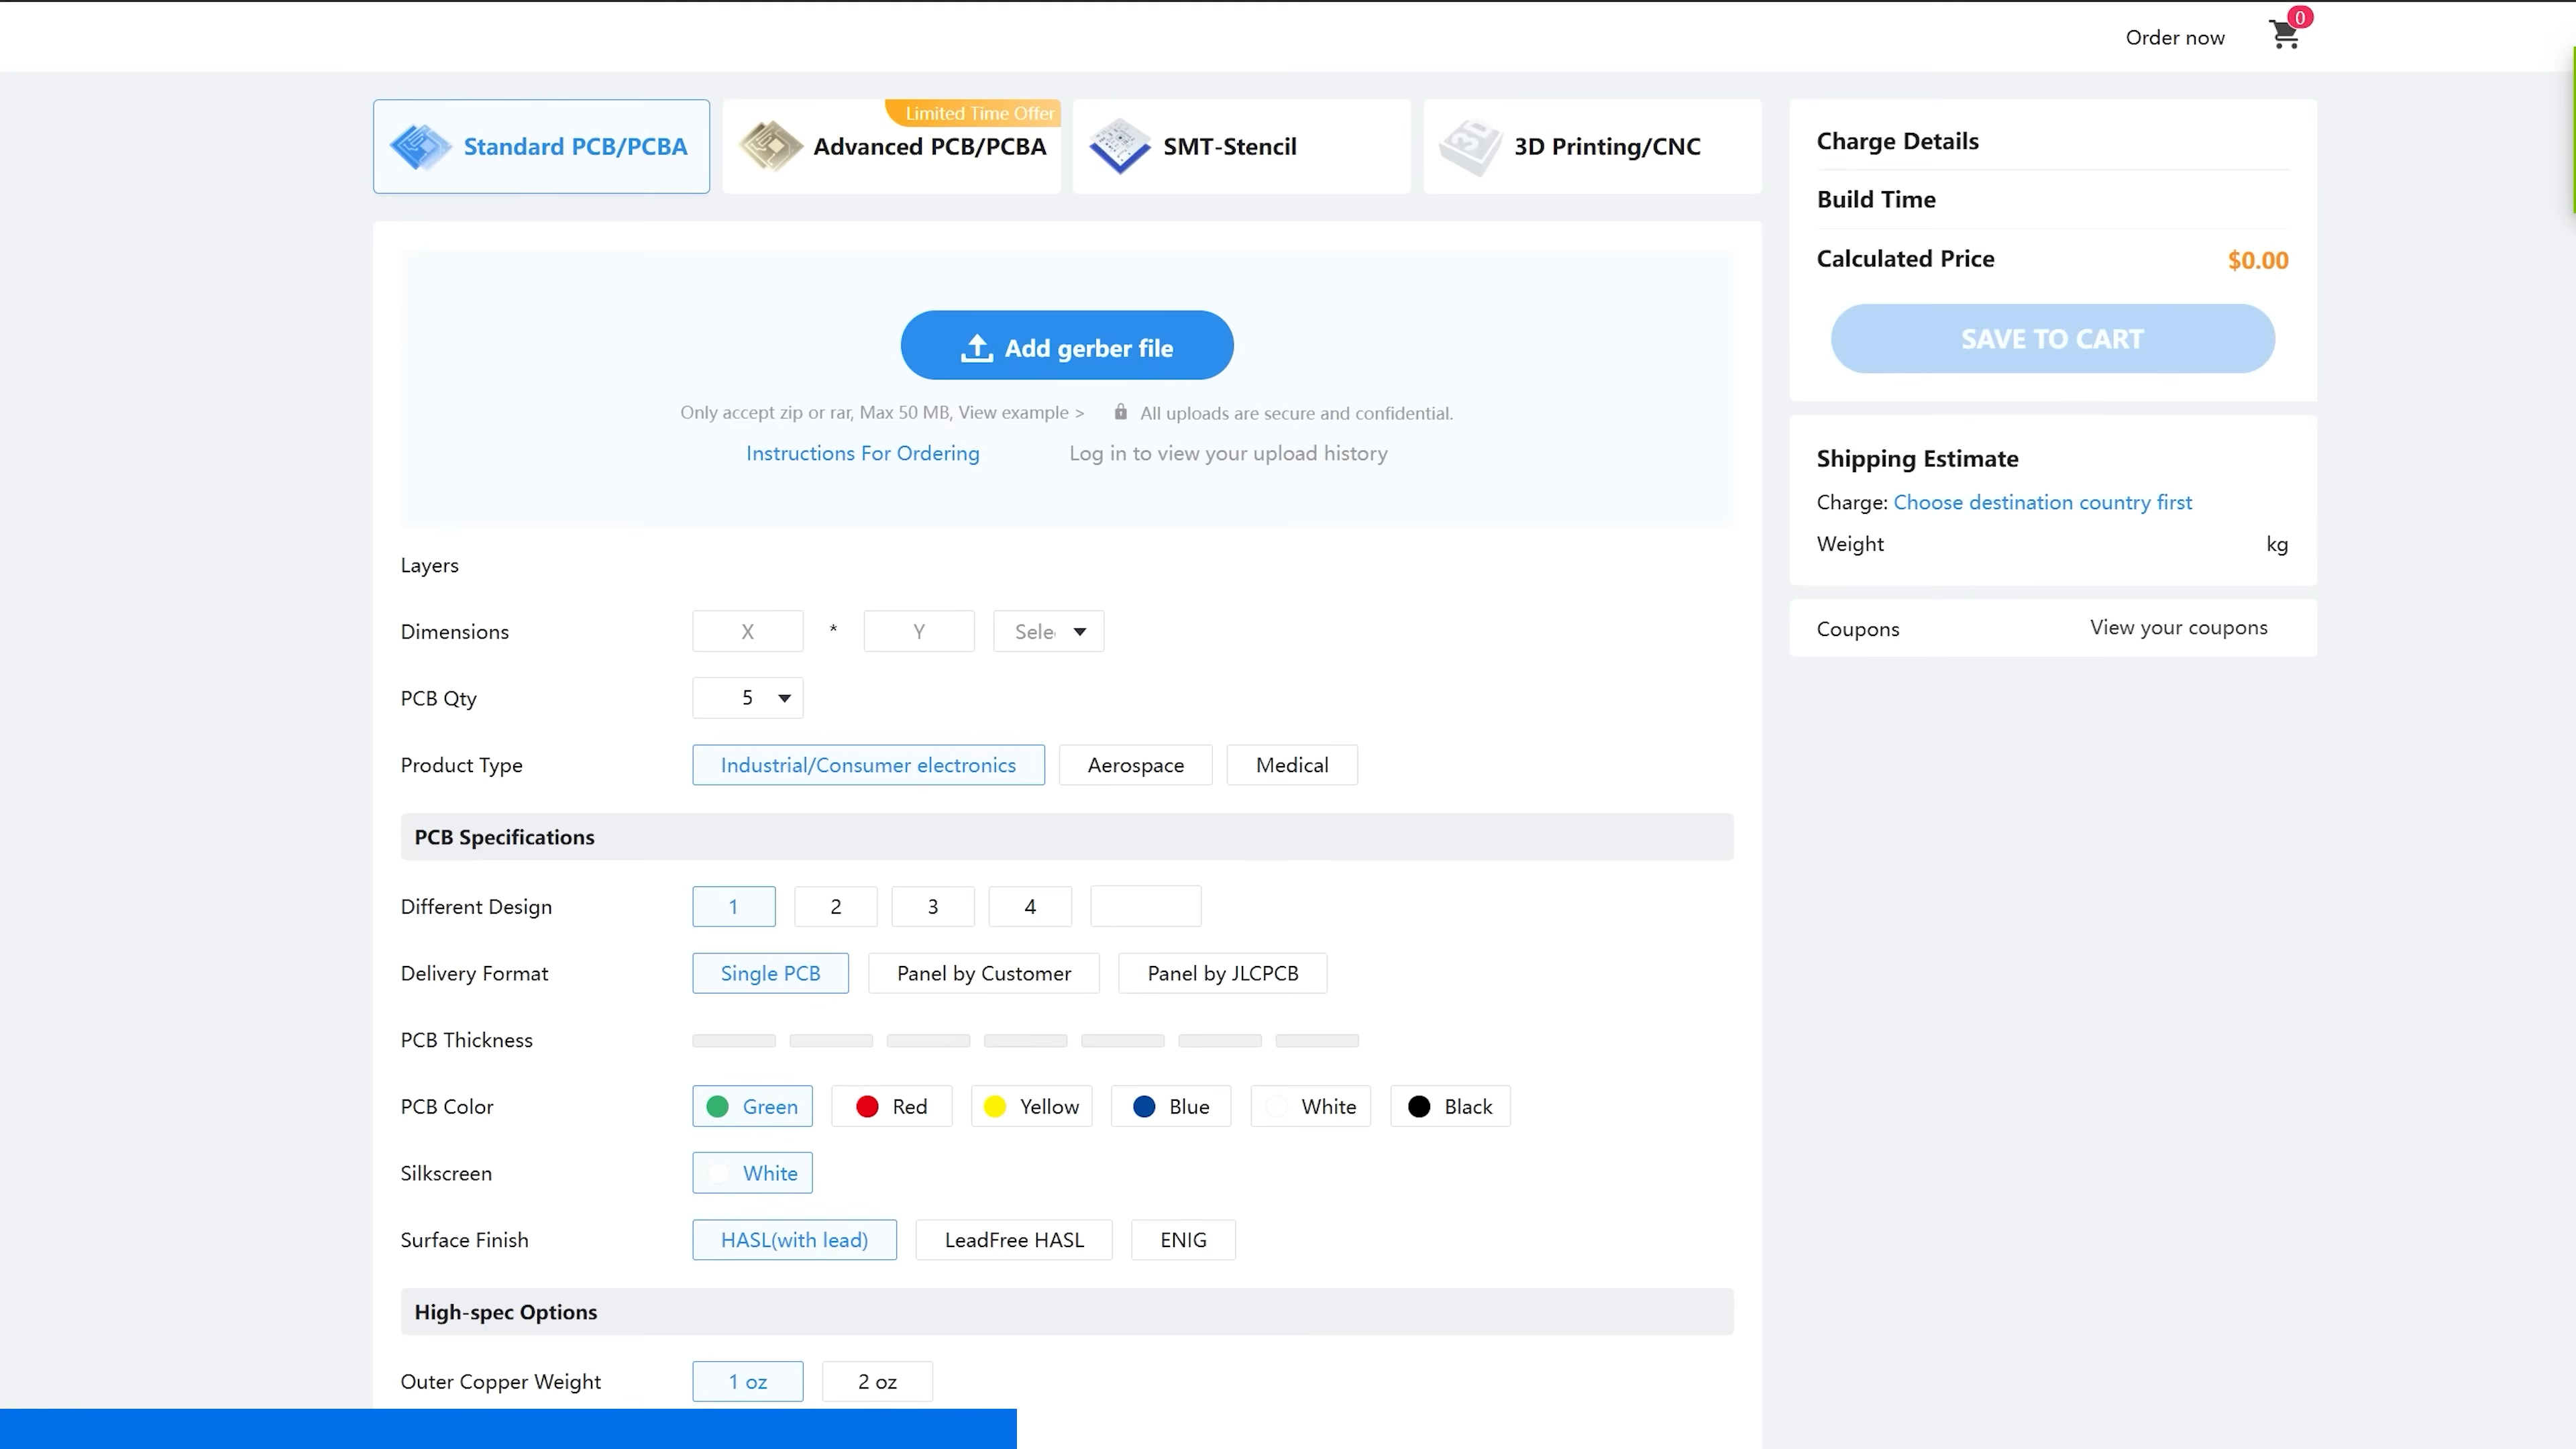 Order now
0
Limited Time Offer
Standard PCB/PCBA
Advanced PCB/PCBA
SMT-Stencil
3D Printing/CNC
Charge Details
Build Time
Calculated Price $0.00
SAVE TO CART
Add gerber file
Only accept zip or rar, Max 50 MB, View example > All uploads are secure and confidential.
Instructions For Ordering Log in to view your upload history
Shipping Estimate
Charge: Choose destination country first
Weight kg
Coupons View your coupons
Layers
Dimensions X * Y Sele
PCB Qty 5
Product Type Industrial/Consumer electronics Aerospace Medical
PCB Specifications
Different Design 1 2 3 4
Delivery Format Single PCB Panel by Customer Panel by JLCPCB
PCB Thickness
PCB Color Green Red Yellow Blue White Black
Silkscreen White
Surface Finish HASL(with lead) LeadFree HASL ENIG
High-spec Options
Outer Copper Weight 1 oz 2 oz